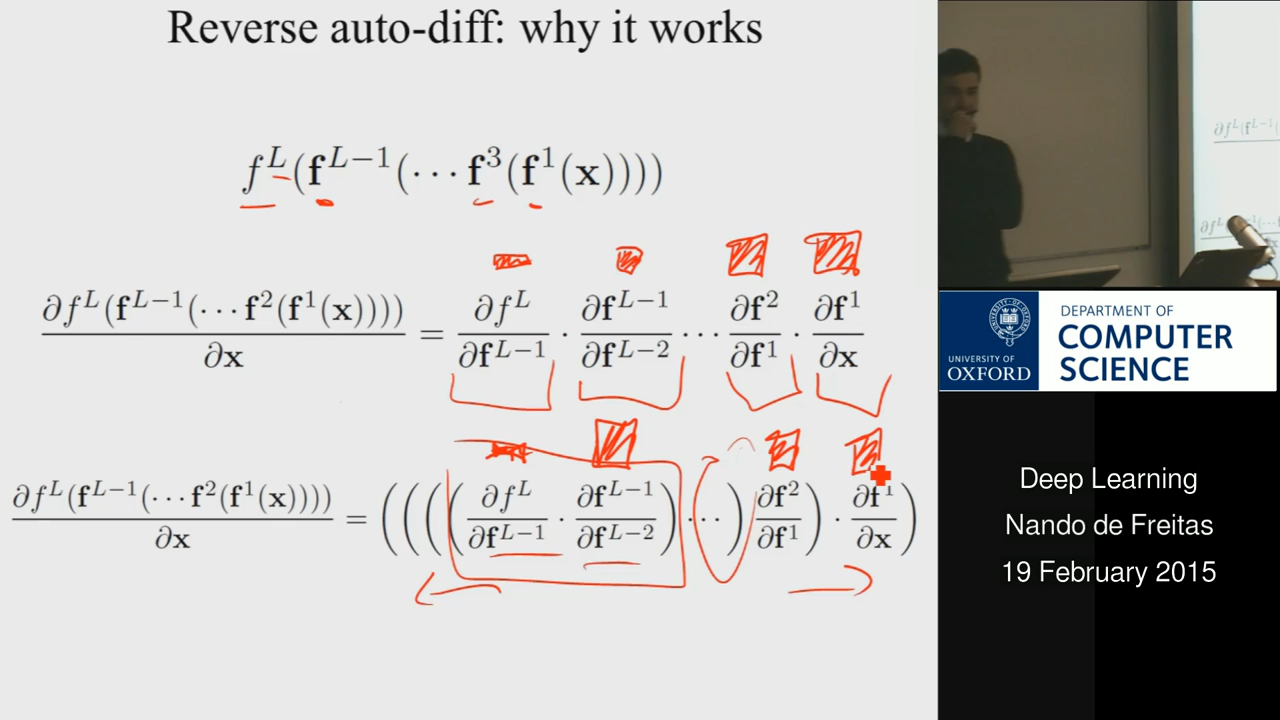 Reverse auto-diff: why it works
f^L(f^{L-1}(⋯ f^3(f^1(x))))
∂f^L(f^{L-1}(⋯ f^2(f^1(x)))) / ∂x = ∂f^L/∂f^{L-1} · ∂f^{L-1}/∂f^{L-2} ⋯ ∂f^2/∂f^1 · ∂f^1/∂x
∂f^L(f^{L-1}(⋯ f^2(f^1(x)))) / ∂x = ((((∂f^L/∂f^{L-1} · ∂f^{L-1}/∂f^{L-2}) ⋯) ∂f^2/∂f^1) · ∂f^1/∂x)
∂f^L(f^{L-1}(
UNIVERSITY OF
OXFORD
DEPARTMENT OF
COMPUTER
SCIENCE
Deep Learning
Nando de Freitas
19 February 2015